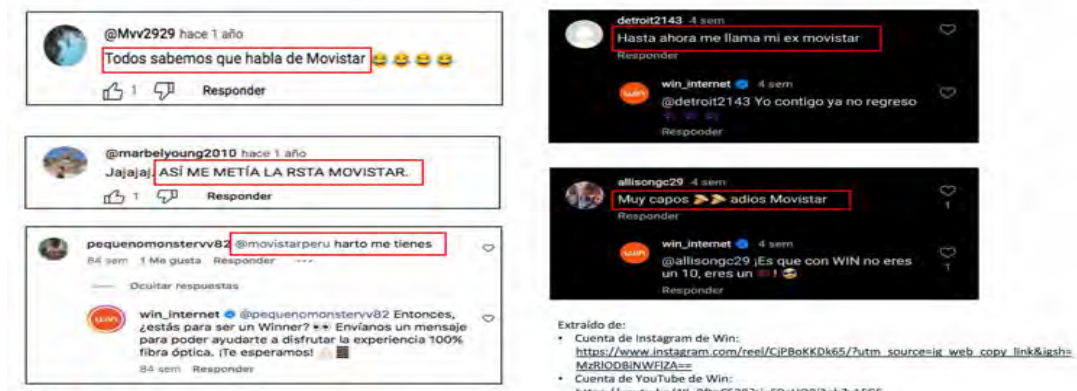 @Mvv2929 hace 1 año
Todos sabemos que habla de Movistar 😂 😂 😂 😂
1 Responder
@marbelyoung2010 hace 1 año
Jajajaj. ASÍ ME METÍA LA RSTA MOVISTAR.
1 Responder
pequenomonstervv82 @movistarperu harto me tienes
84 sem 1 Me gusta Responder ...
Ocultar respuestas
win
win_internet @pequenomonstervv82 Entonces,
¿estás para ser un Winner? 👀 Envíanos un mensaje
para poder ayudarte a disfrutar la experiencia 100%
fibra óptica. ¡Te esperamos!
84 sem Responder
detroit2143 4 sem
Hasta ahora me llama mi ex movistar
Responder
win
win_internet 4 sem
@detroit2143 Yo contigo ya no regreso
Responder
allisongc29 4 sem
Muy capos adios Movistar
1
Responder
win
win_internet 4 sem
@allisongc29 ¡Es que con WIN no eres
un 10, eres un ! 😎
1
Responder
Extraído de:
• Cuenta de Instagram de Win:
https://www.instagram.com/reel/CjPBoKKDk65/?utm_source=ig_web_copy_link&igsh=
MzRlODBiNWFlZA==
• Cuenta de YouTube de Win: